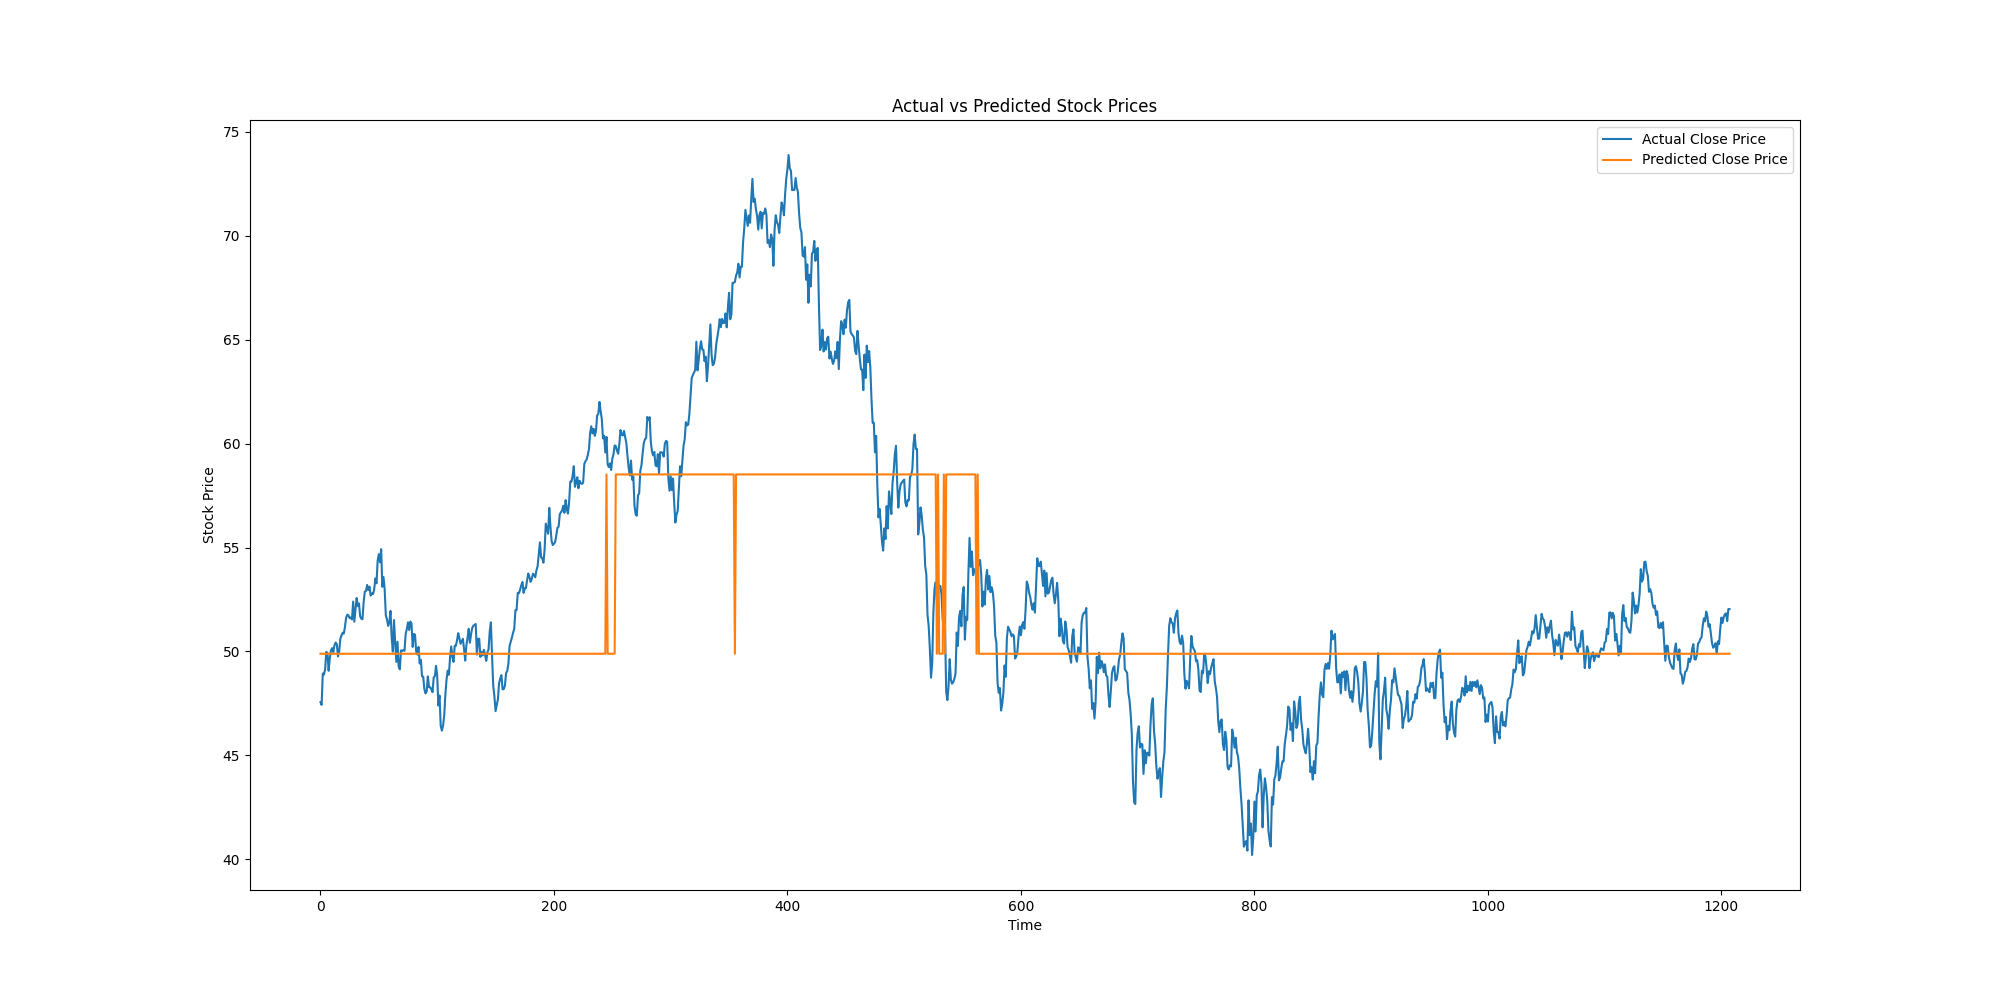 Actual vs Predicted Stock Prices
Actual Close Price
Predicted Close Price
Stock Price
75
70
65
60
55
50
45
40
0 200 400 600 800 1000 1200
Time